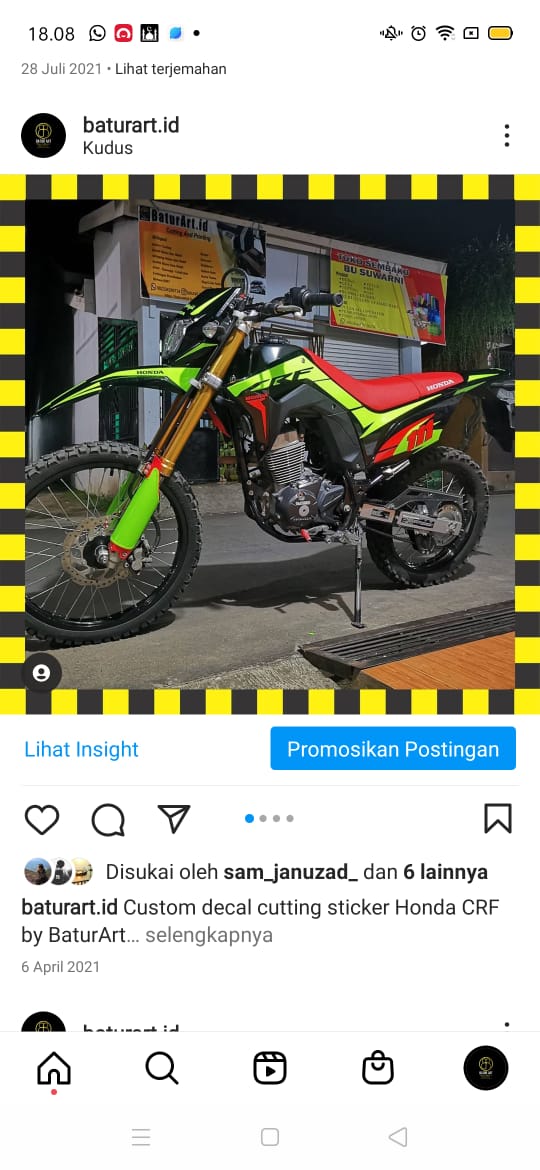 18.08
28 Juli 2021 • Lihat terjemahan
baturart.id
Kudus
BaturArt.id
Cutting And Printing
TOKO SEMBAKO
BU SUWARNI
HONDA
CRF
HONDA
Lihat Insight
Promosikan Postingan
Disukai oleh sam_januzad_ dan 6 lainnya
baturart.id Custom decal cutting sticker Honda CRF
by BaturArt... selengkapnya
6 April 2021
baturart.id